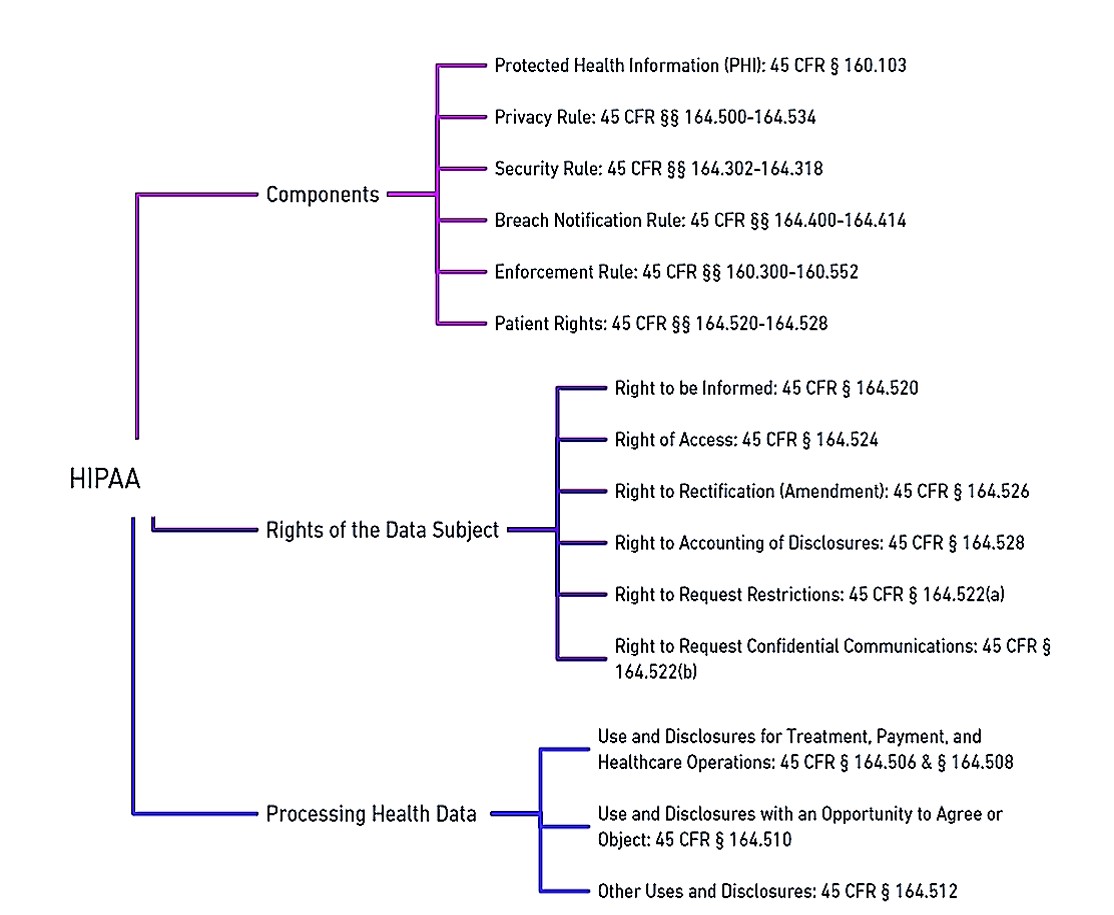 Protected Health Information (PHI): 45 CFR § 160.103
Privacy Rule: 45 CFR §§ 164.500-164.534
Security Rule: 45 CFR §§ 164.302-164.318
Components
Breach Notification Rule: 45 CFR §§ 164.400-164.414
Enforcement Rule: 45 CFR §§ 160.300-160.552
Patient Rights: 45 CFR §§ 164.520-164.528
HIPAA
Right to be Informed: 45 CFR § 164.520
Right of Access: 45 CFR § 164.524
Right to Rectification (Amendment): 45 CFR § 164.526
Rights of the Data Subject
Right to Accounting of Disclosures: 45 CFR § 164.528
Right to Request Restrictions: 45 CFR § 164.522(a)
Right to Request Confidential Communications: 45 CFR §
164.522(b)
Use and Disclosures for Treatment, Payment, and
Healthcare Operations: 45 CFR § 164.506 & § 164.508
Processing Health Data
Use and Disclosures with an Opportunity to Agree or
Object: 45 CFR § 164.510
Other Uses and Disclosures: 45 CFR § 164.512